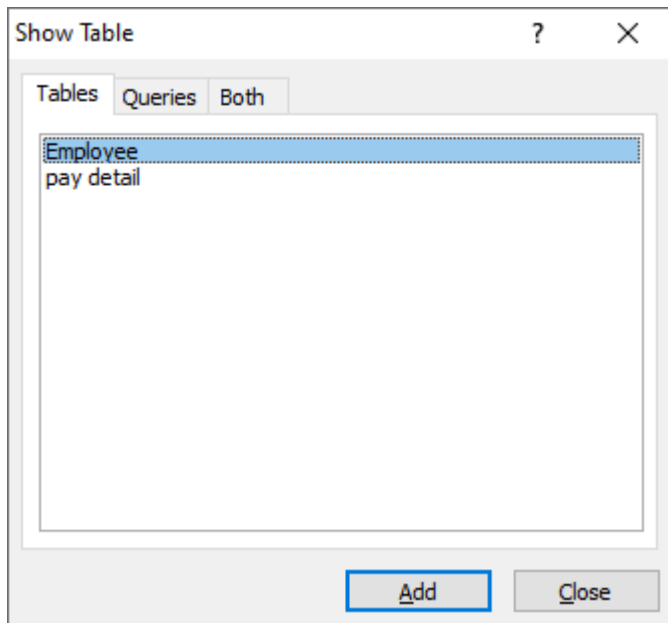 Show Table ?
Tables Queries Both
Employee
pay detail
Add Close